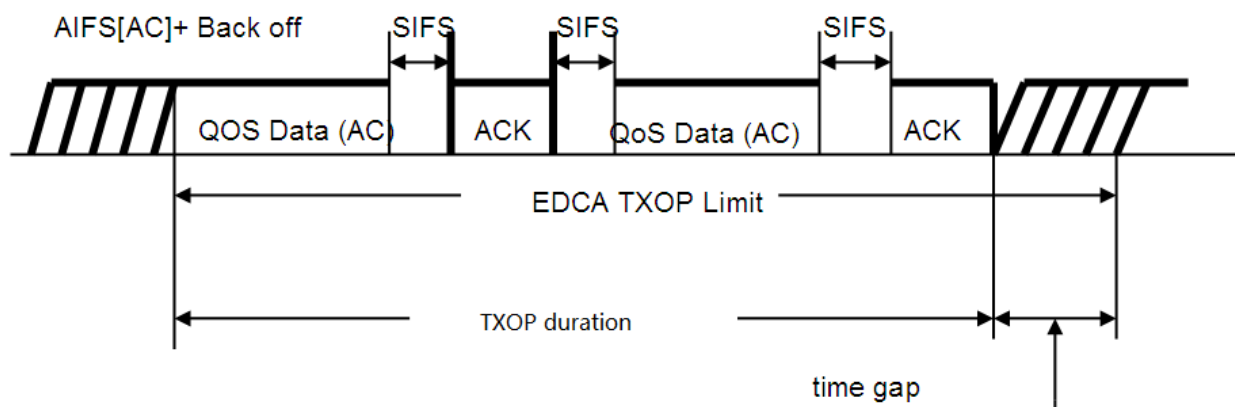 AIFS[AC]+ Back off SIFS SIFS SIFS
QOS Data (AC) ACK QoS Data (AC) ACK
EDCA TXOP Limit
TXOP duration
time gap